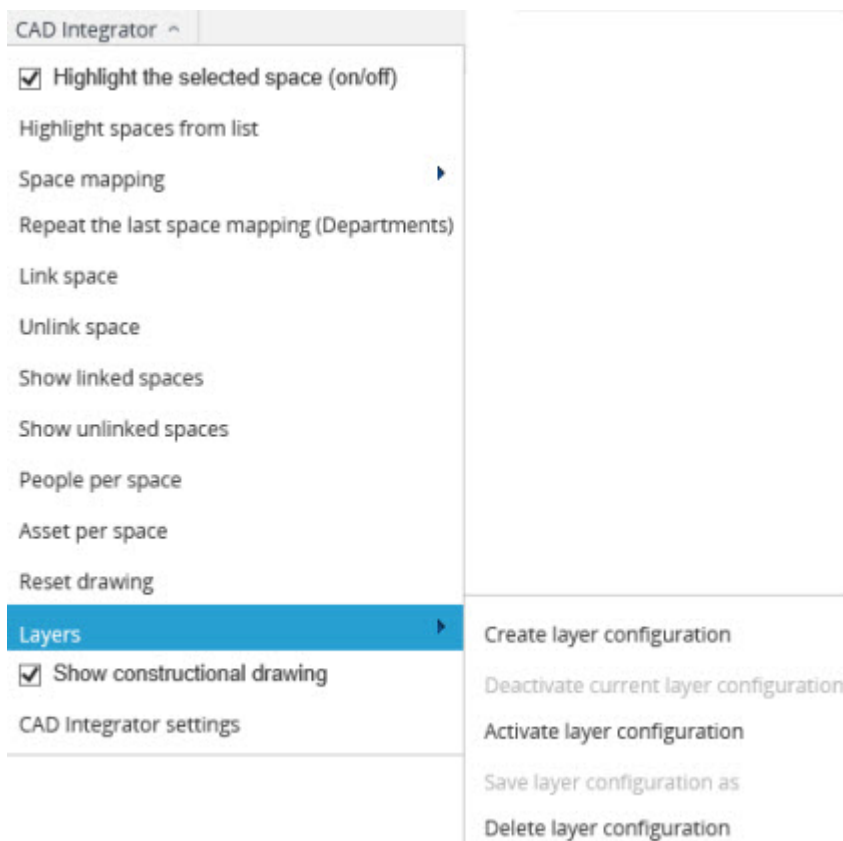 CAD Integrator
Highlight the selected space (on/off)
Highlight spaces from list
Space mapping
Repeat the last space mapping (Departments)
Link space
Unlink space
Show linked spaces
Show unlinked spaces
People per space
Asset per space
Reset drawing
Layers
Show constructional drawing
CAD Integrator settings
Create layer configuration
Deactivate current layer configuration
Activate layer configuration
Save layer configuration as
Delete layer configuration